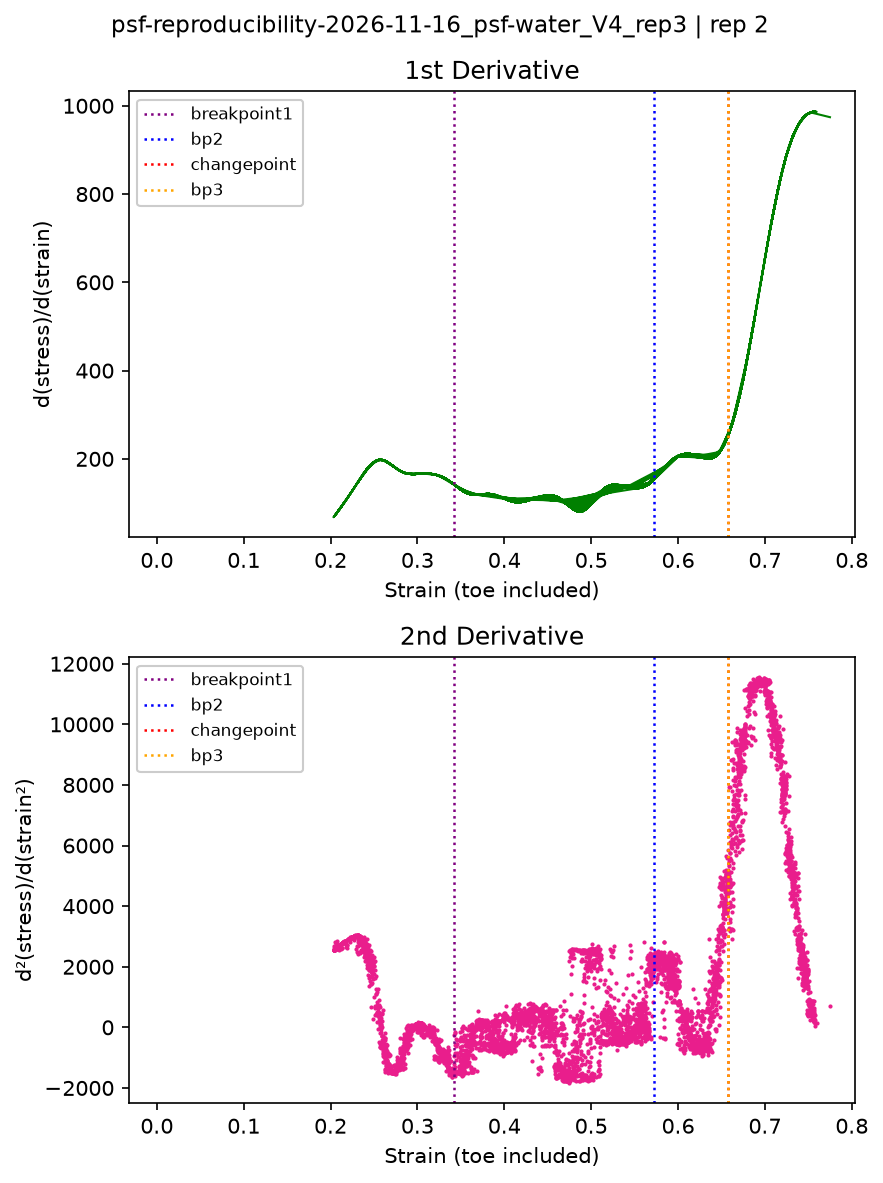 psf-reproducibility-2026-11-16_psf-water_V4_rep3 | rep 2
1st Derivative
breakpoint1
bp2
changepoint
bp3
d(stress)/d(strain)
1000
800
600
400
200
0.0 0.1 0.2 0.3 0.4 0.5 0.6 0.7 0.8
Strain (toe included)
2nd Derivative
breakpoint1
bp2
changepoint
bp3
d²(stress)/d(strain²)
12000
10000
8000
6000
4000
2000
0
−2000
0.0 0.1 0.2 0.3 0.4 0.5 0.6 0.7 0.8
Strain (toe included)